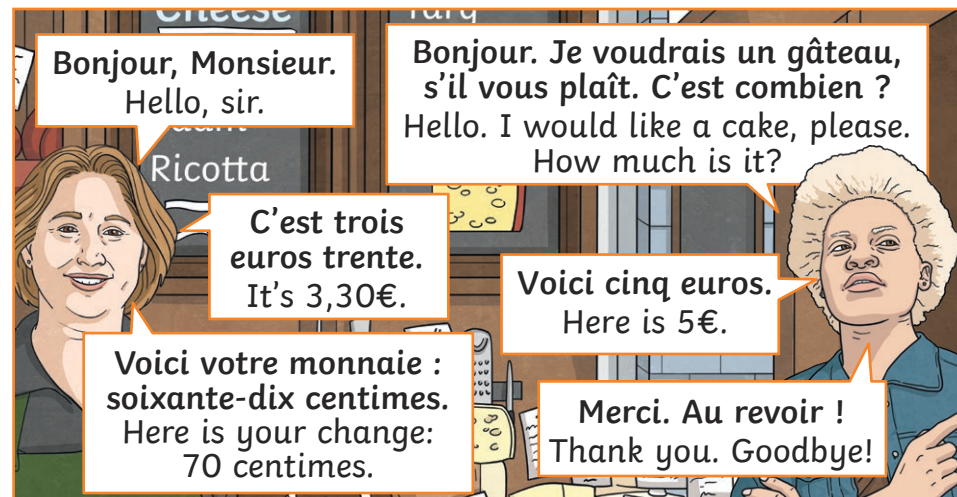 Cheese
Bonjour, Monsieur.
Hello, sir.
Bonjour. Je voudrais un gâteau,
s'il vous plaît. C'est combien ?
Hello. I would like a cake, please.
How much is it?
Ricotta
C'est trois
euros trente.
It's 3,30€.
Voici cinq euros.
Here is 5€.
Voici votre monnaie :
soixante-dix centimes.
Here is your change:
70 centimes.
Merci. Au revoir !
Thank you. Goodbye!